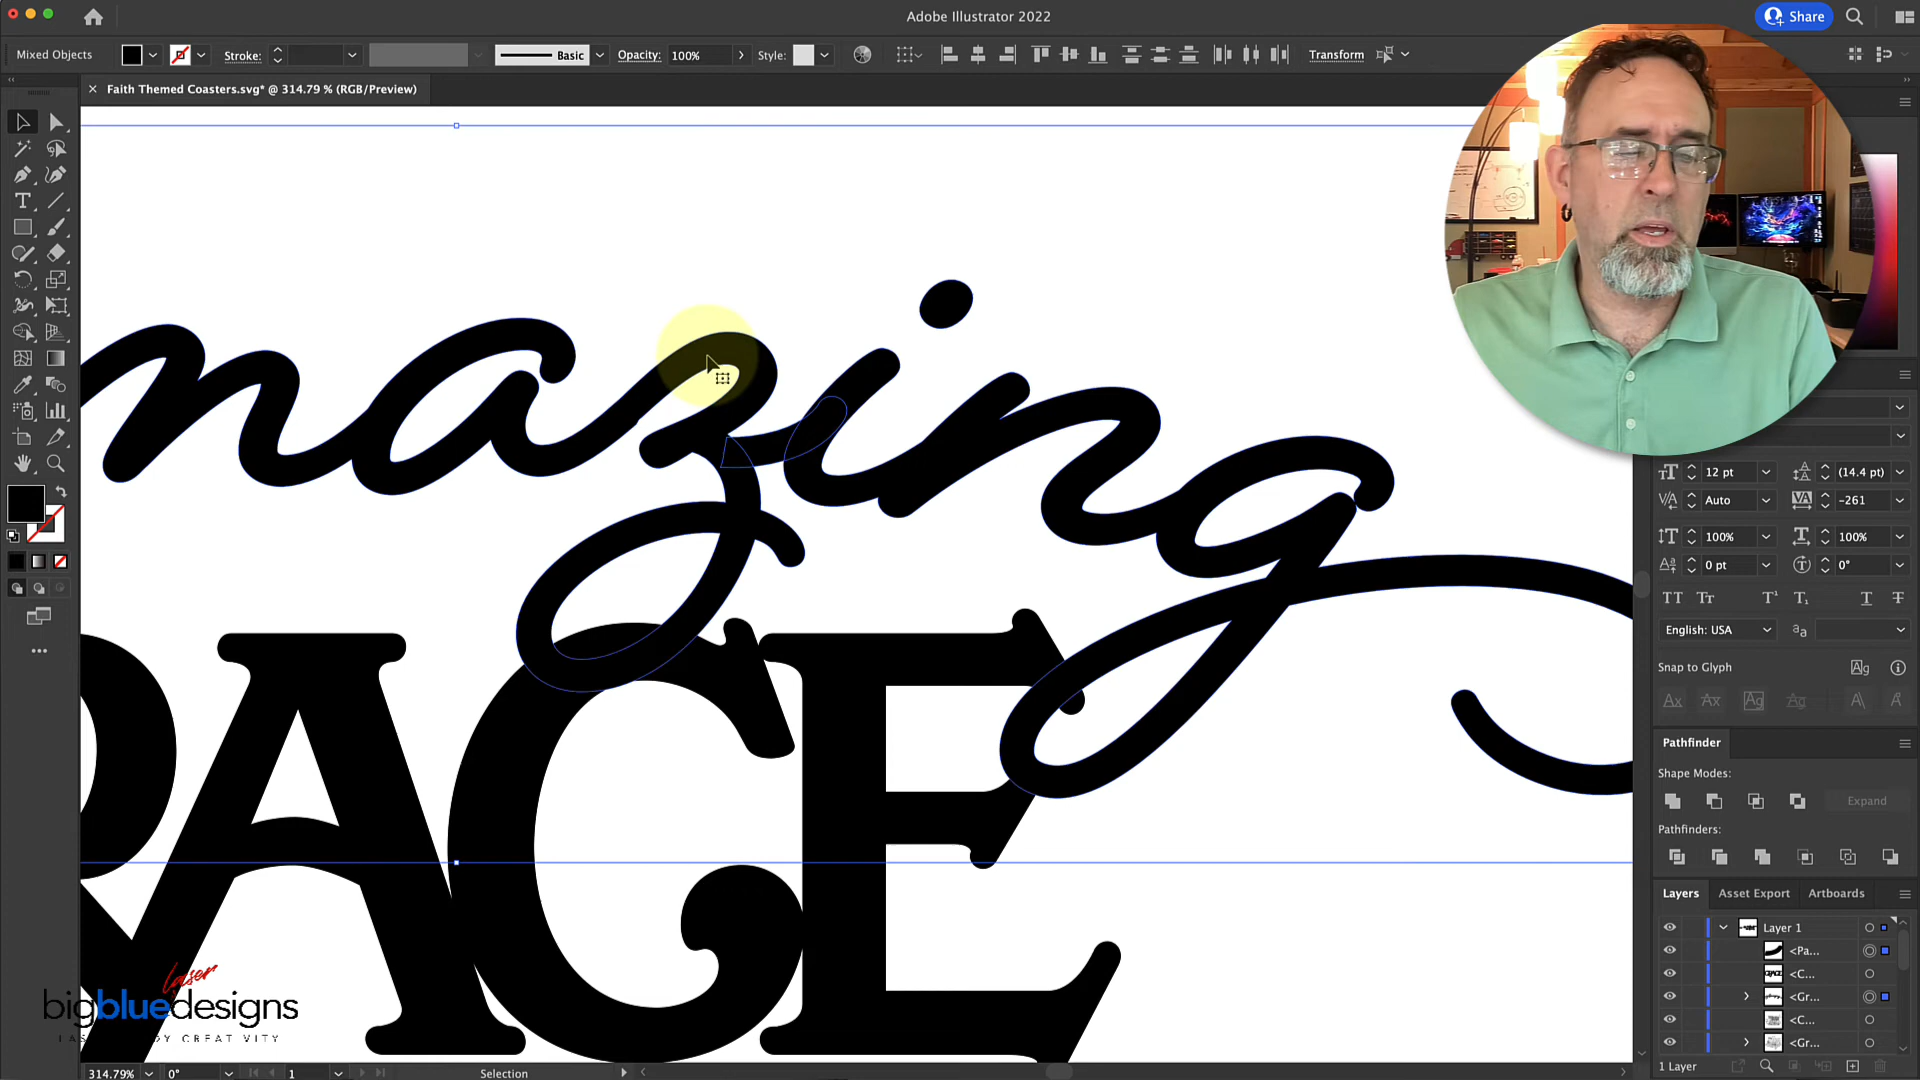 Adobe Illustrator 2022
Share
Mixed Objects
Stroke:
Basic
Opacity: 100%
Style:
Transform
× Faith Themed Coasters.svg* @ 314.79 % (RGB/Preview)
mazing
RACE
12 pt
(14.4 pt)
Auto
-261
100%
100%
0 pt
0°
English: USA
Snap to Glyph
Pathfinder
Shape Modes:
Expand
Pathfinders:
Layers
Asset Export
Artboards
Layer 1
<Pa...
<C...
<Gr...
<C...
<Gr...
1 Layer
laser
bigbluedesigns
314.79%
0°
1
Selection